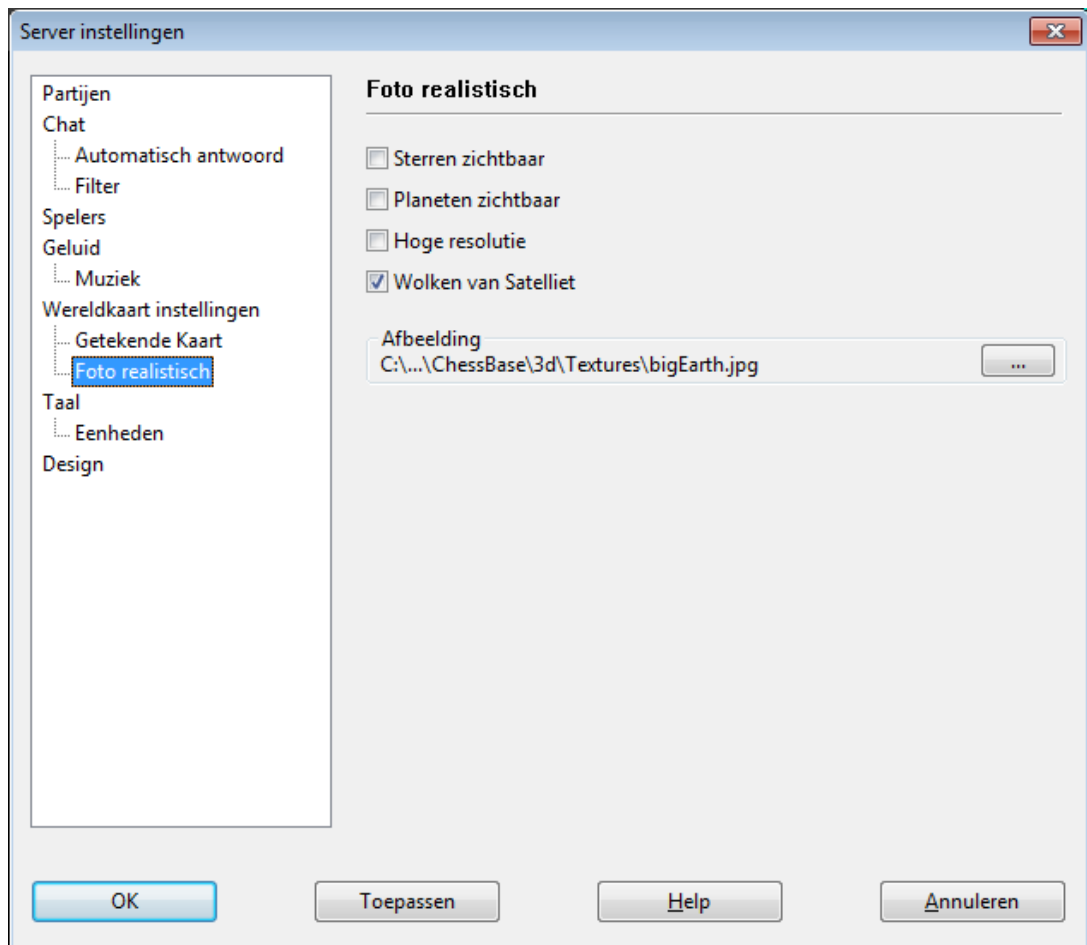 Server instellingen
Partijen
Chat
Automatisch antwoord
Filter
Spelers
Geluid
Muziek
Wereldkaart instellingen
Getekende Kaart
Foto realistisch
Taal
Eenheden
Design
Foto realistisch
Sterren zichtbaar
Planeten zichtbaar
Hoge resolutie
Wolken van Satelliet
Afbeelding
C:\...\ChessBase\3d\Textures\bigEarth.jpg ...
OK Toepassen Help Annuleren